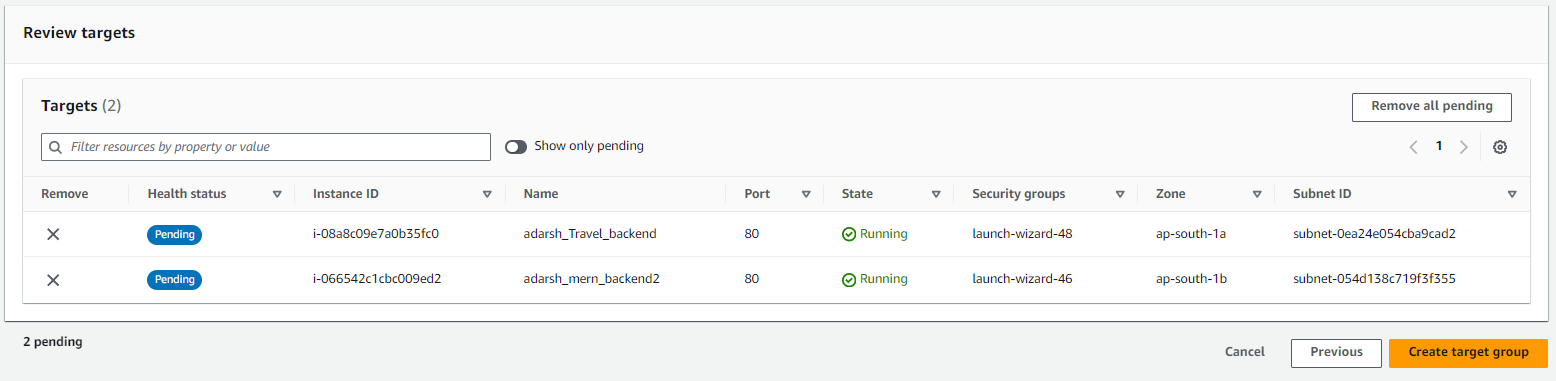 Review targets
Targets (2)
Remove all pending
Filter resources by property or value
Show only pending
1
Remove Health status Instance ID Name Port State Security groups Zone Subnet ID
Pending i-08a8c09e7a0b35fc0 adarsh_Travel_backend 80 Running launch-wizard-48 ap-south-1a subnet-0ea24e054cba9cad2
Pending i-066542c1cbc009ed2 adarsh_mern_backend2 80 Running launch-wizard-46 ap-south-1b subnet-054d138c719f3f355
2 pending
Cancel Previous Create target group